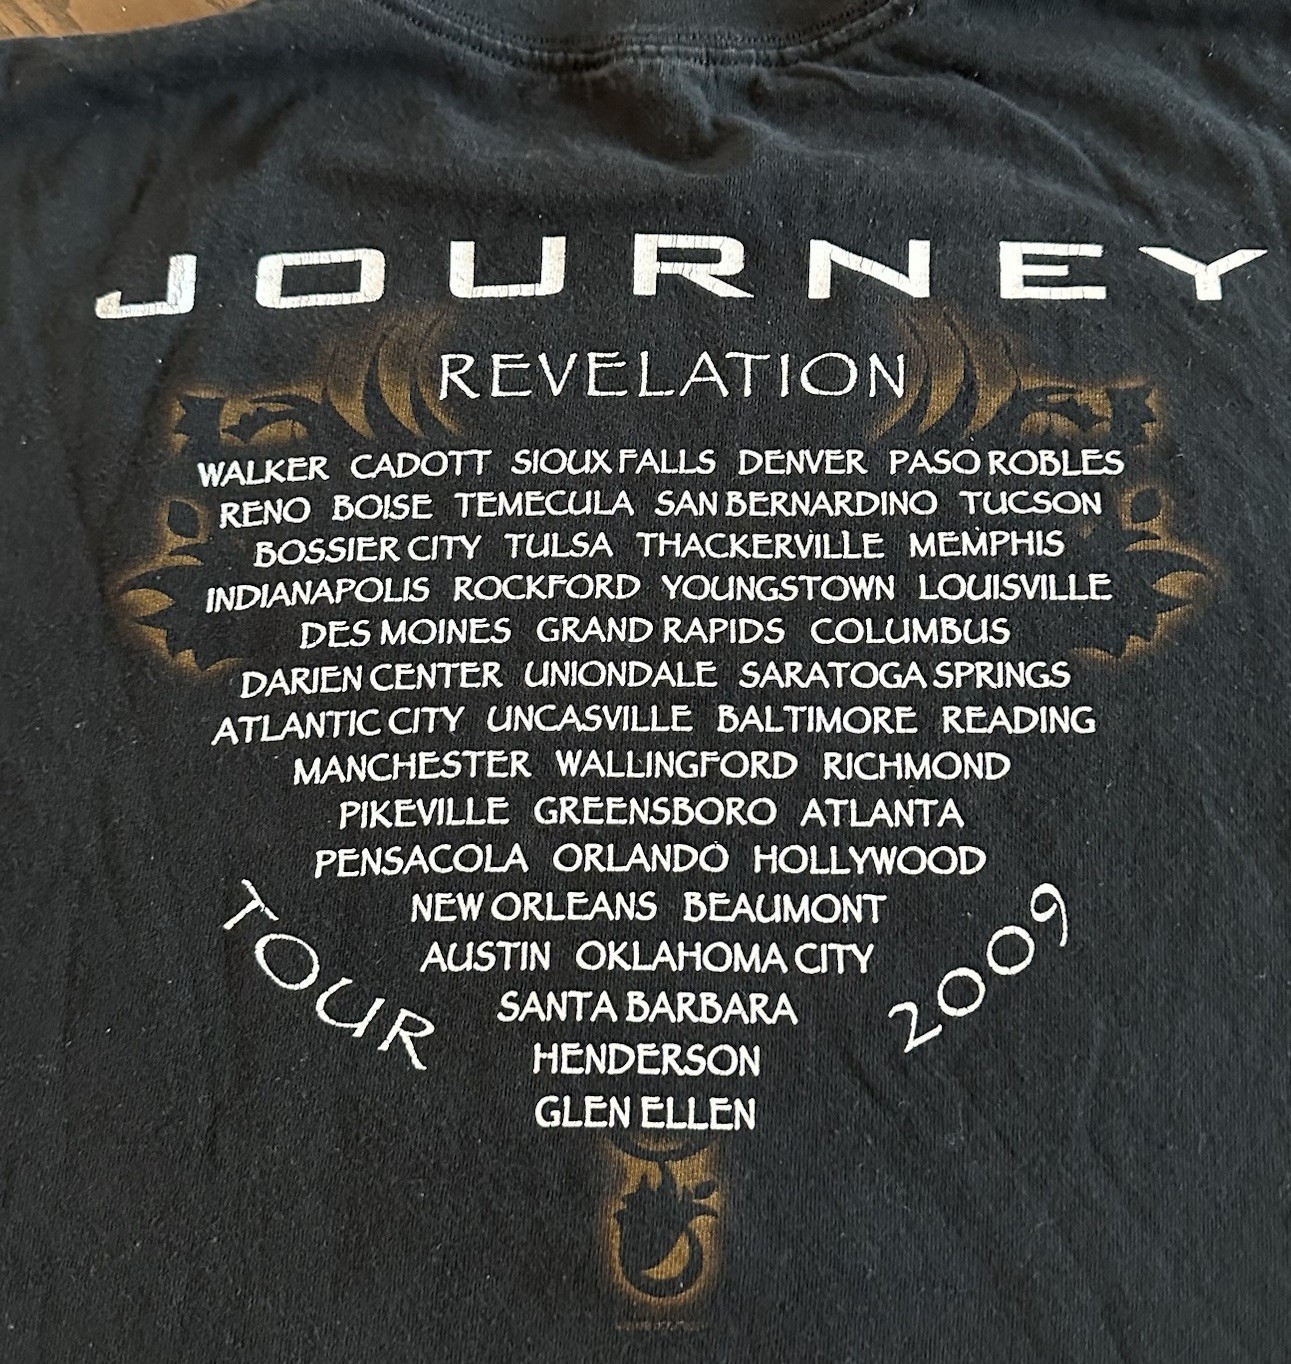 JOURNEY
REVELATION
WALKER CADOTT SIOUX FALLS DENVER PASO ROBLES
RENO BOISE TEMECULA SAN BERNARDINO TUCSON
BOSSIER CITY TULSA THACKERVILLE MEMPHIS
INDIANAPOLIS ROCKFORD YOUNGSTOWN LOUISVILLE
DES MOINES GRAND RAPIDS COLUMBUS
DARIEN CENTER UNIONDALE SARATOGA SPRINGS
ATLANTIC CITY UNCASVILLE BALTIMORE READING
MANCHESTER WALLINGFORD RICHMOND
PIKEVILLE GREENSBORO ATLANTA
PENSACOLA ORLANDO HOLLYWOOD
NEW ORLEANS BEAUMONT
AUSTIN OKLAHOMA CITY
SANTA BARBARA
HENDERSON
GLEN ELLEN
TOUR 2009